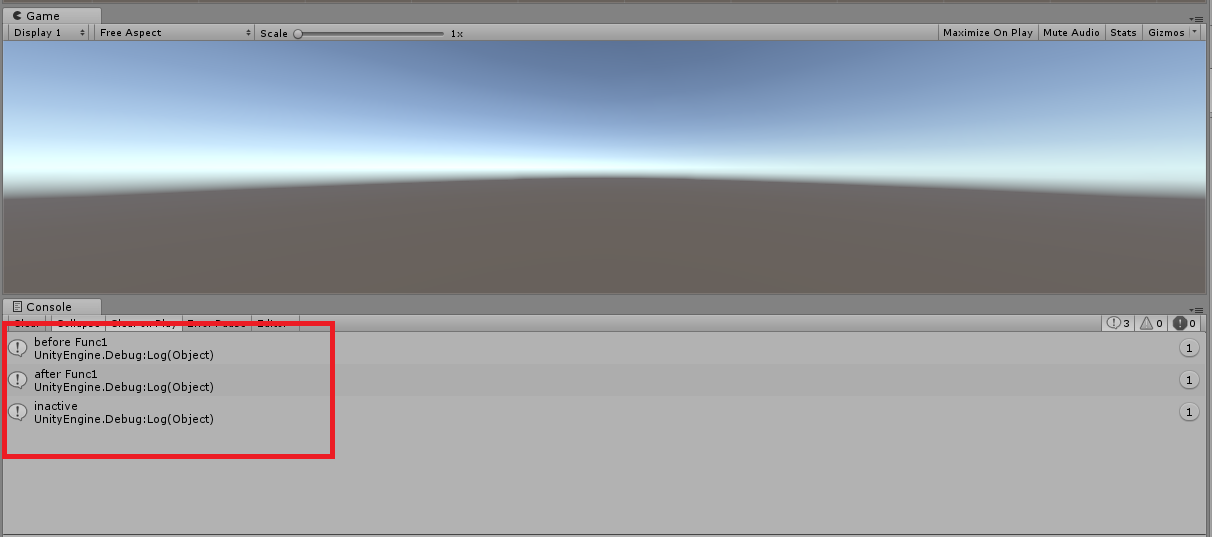 Game
Display 1 Free Aspect Scale 1x Maximize On Play Mute Audio Stats Gizmos
Console
Clear Collapse Clear on Play Error Pause Editor 3 0 0
before Func1 1
UnityEngine.Debug:Log(Object)
after Func1 1
UnityEngine.Debug:Log(Object)
inactive 1
UnityEngine.Debug:Log(Object)